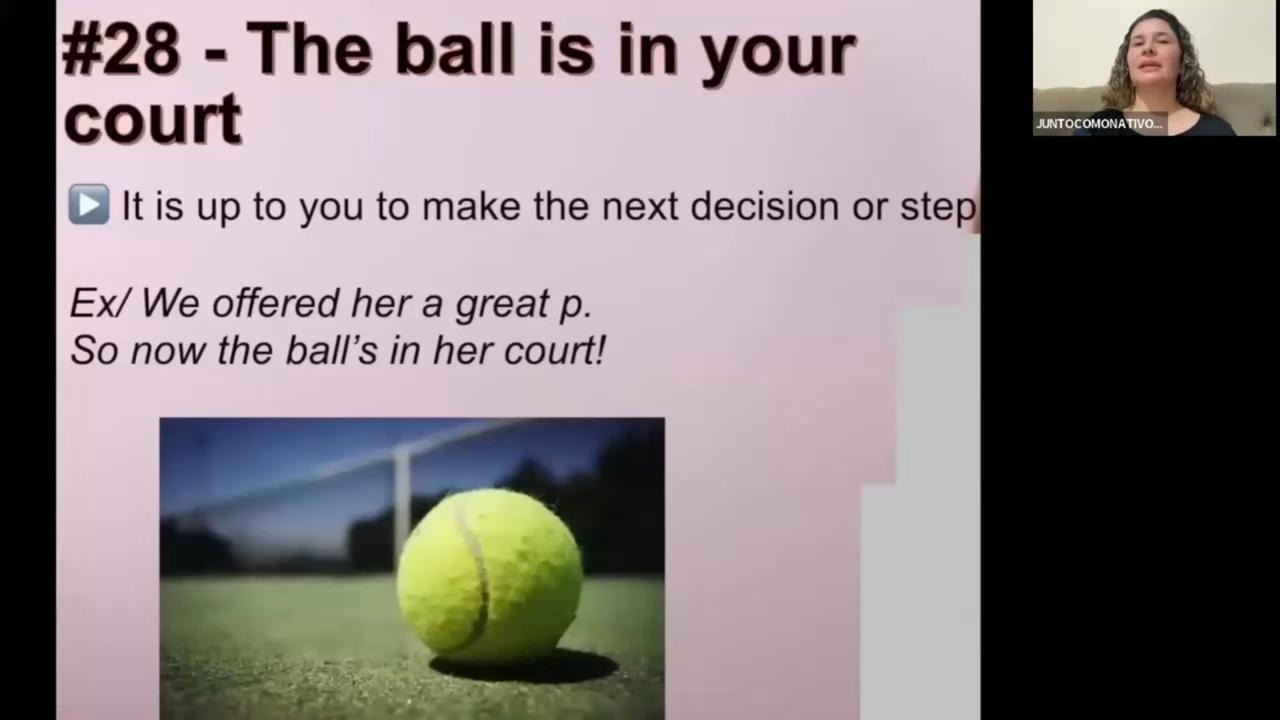 #28 - The ball is in your
court
It is up to you to make the next decision or step
Ex/ We offered her a great p.
So now the ball’s in her court!
JUNTOCOMONATIVO...